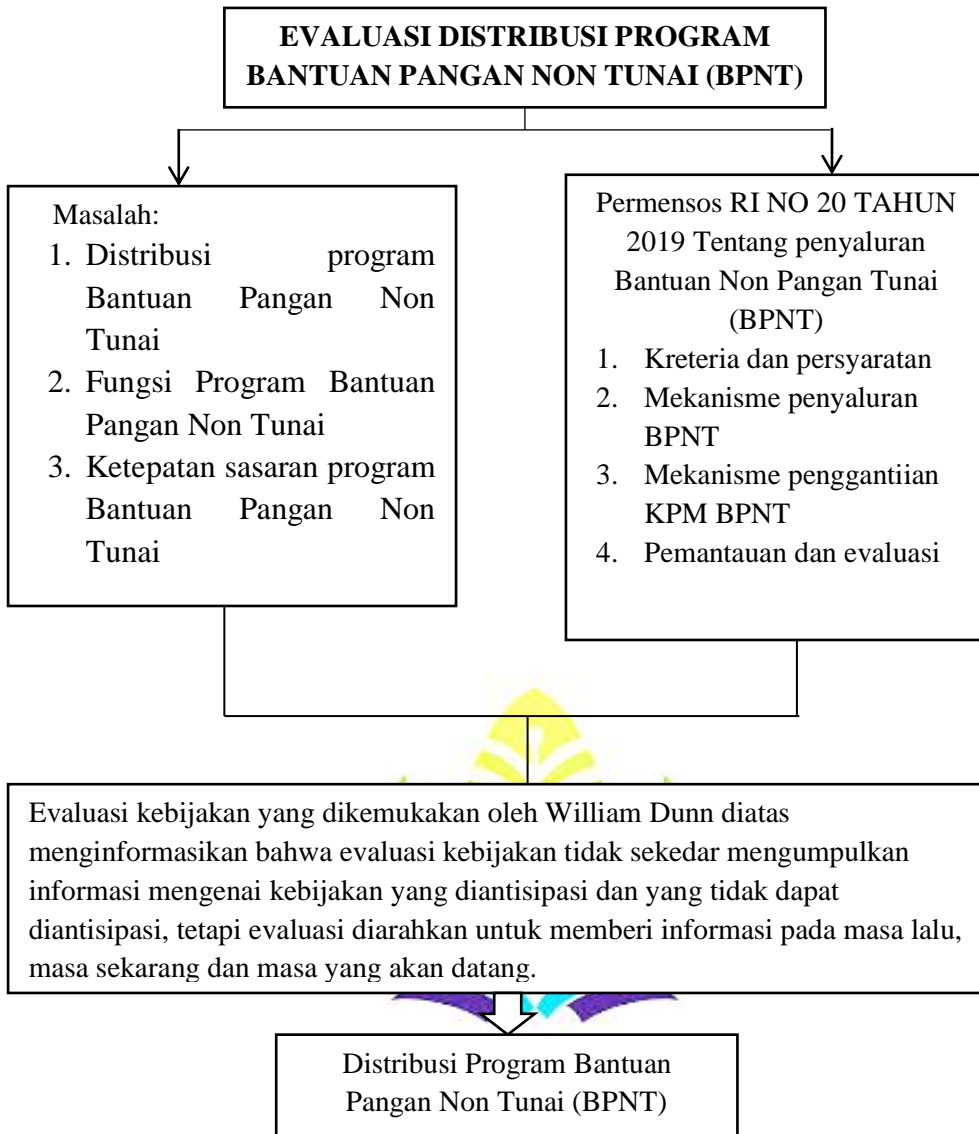 EVALUASI DISTRIBUSI PROGRAM
BANTUAN PANGAN NON TUNAI (BPNT)
Masalah:
1. Distribusi program
Bantuan Pangan Non
Tunai
2. Fungsi Program Bantuan
Pangan Non Tunai
3. Ketepatan sasaran program
Bantuan Pangan Non
Tunai
Permensos RI NO 20 TAHUN
2019 Tentang penyaluran
Bantuan Non Pangan Tunai
(BPNT)
1. Kreteria dan persyaratan
2. Mekanisme penyaluran
BPNT
3. Mekanisme penggantiian
KPM BPNT
4. Pemantauan dan evaluasi
Evaluasi kebijakan yang dikemukakan oleh William Dunn diatas
menginformasikan bahwa evaluasi kebijakan tidak sekedar mengumpulkan
informasi mengenai kebijakan yang diantisipasi dan yang tidak dapat
diantisipasi, tetapi evaluasi diarahkan untuk memberi informasi pada masa lalu,
masa sekarang dan masa yang akan datang.
Distribusi Program Bantuan
Pangan Non Tunai (BPNT)